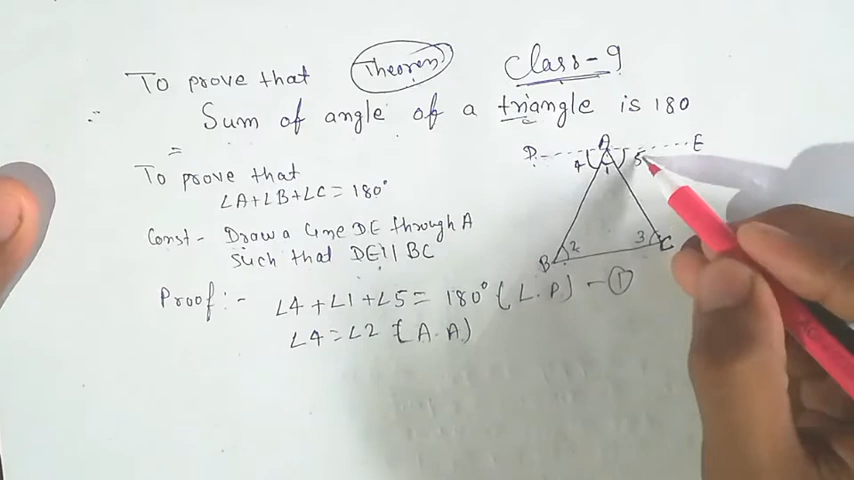 To prove that Theorem Class-9
∴ Sum of angle of a triangle is 180
=
To prove that
∠A+∠B+∠C = 180°
Const- Draw a line DE through A
such that DE || BC
Proof:- ∠4+∠1+∠5 = 180° (L.P) - ①
∠4 = ∠2 (A.A)
D A E
4 1 5
B 2 3 C